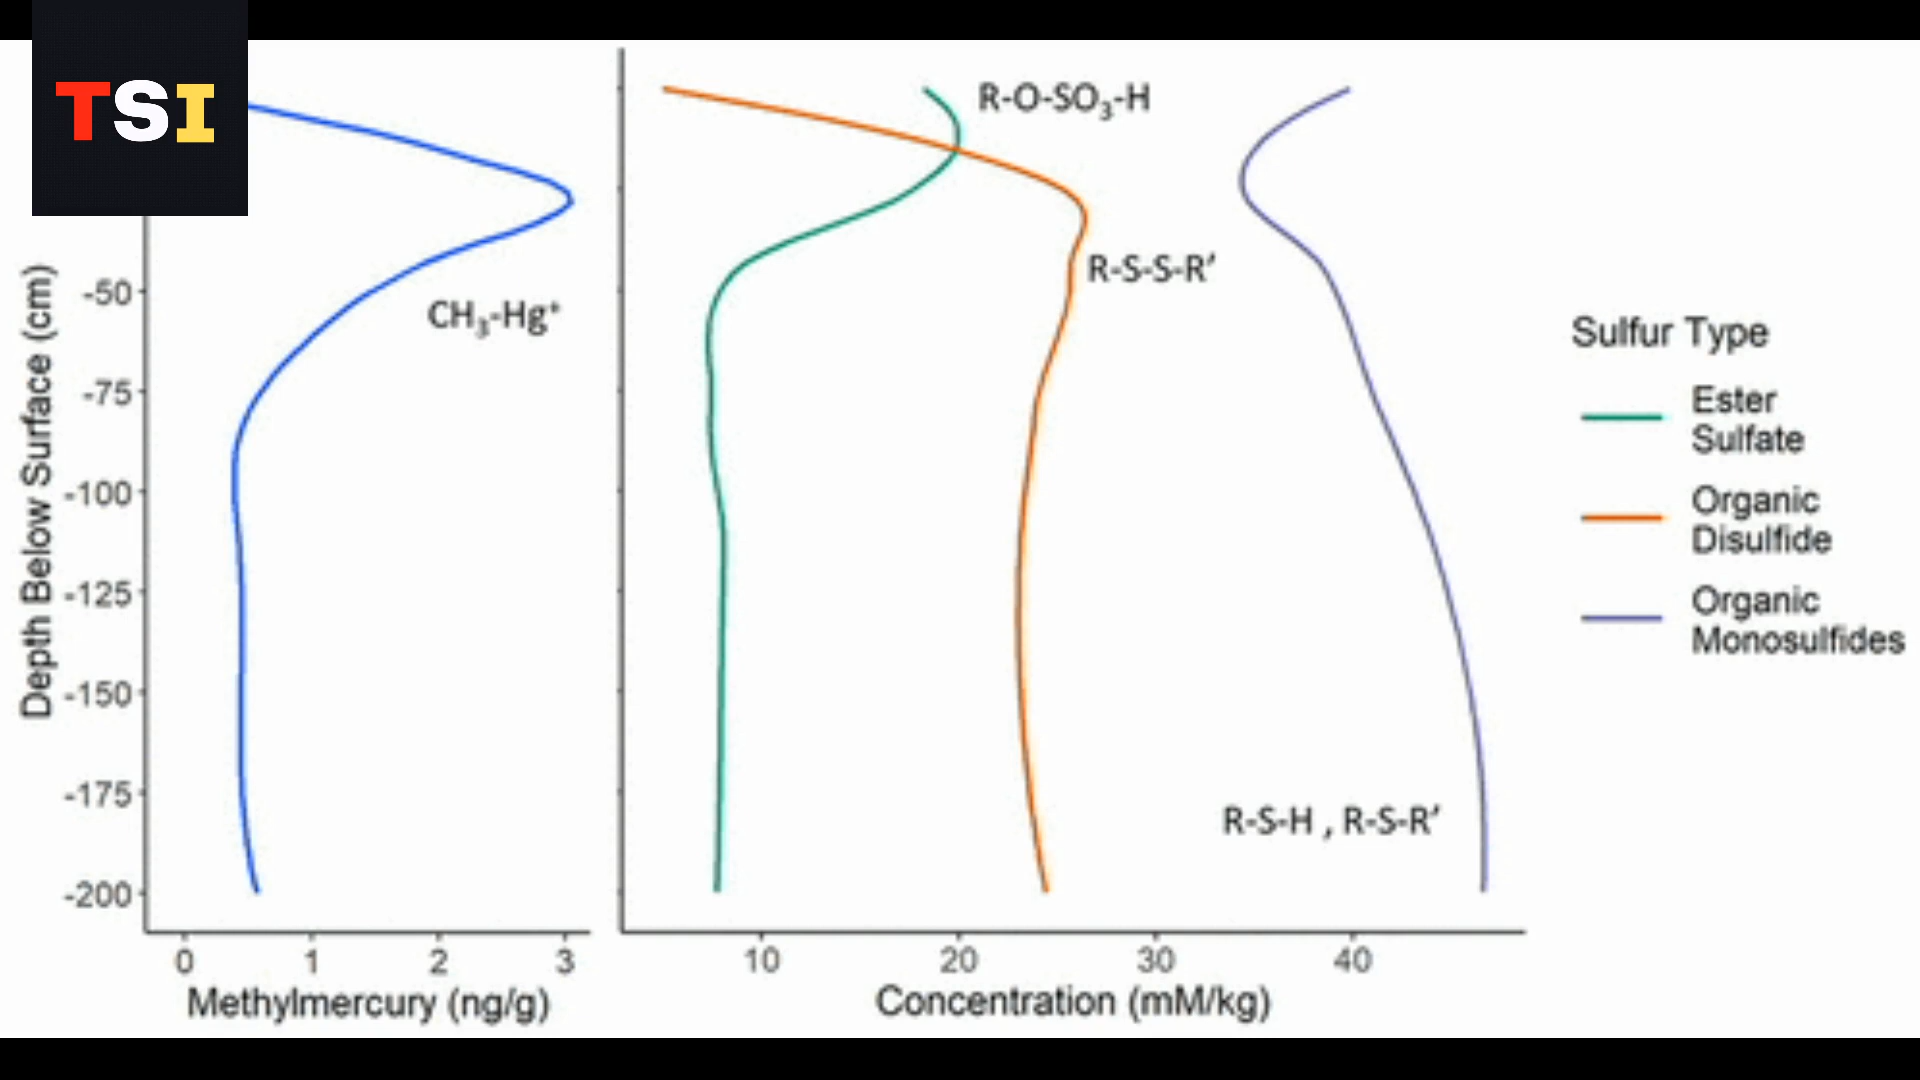 TSI
R-O-SO₃-H
R-S-S-R′
CH₃-Hg⁺
R-S-H , R-S-R′
Depth Below Surface (cm)
-50
-75
-100
-125
-150
-175
-200
0 1 2 3
Methylmercury (ng/g)
10 20 30 40
Concentration (mM/kg)
Sulfur Type
Ester
Sulfate
Organic
Disulfide
Organic
Monosulfides